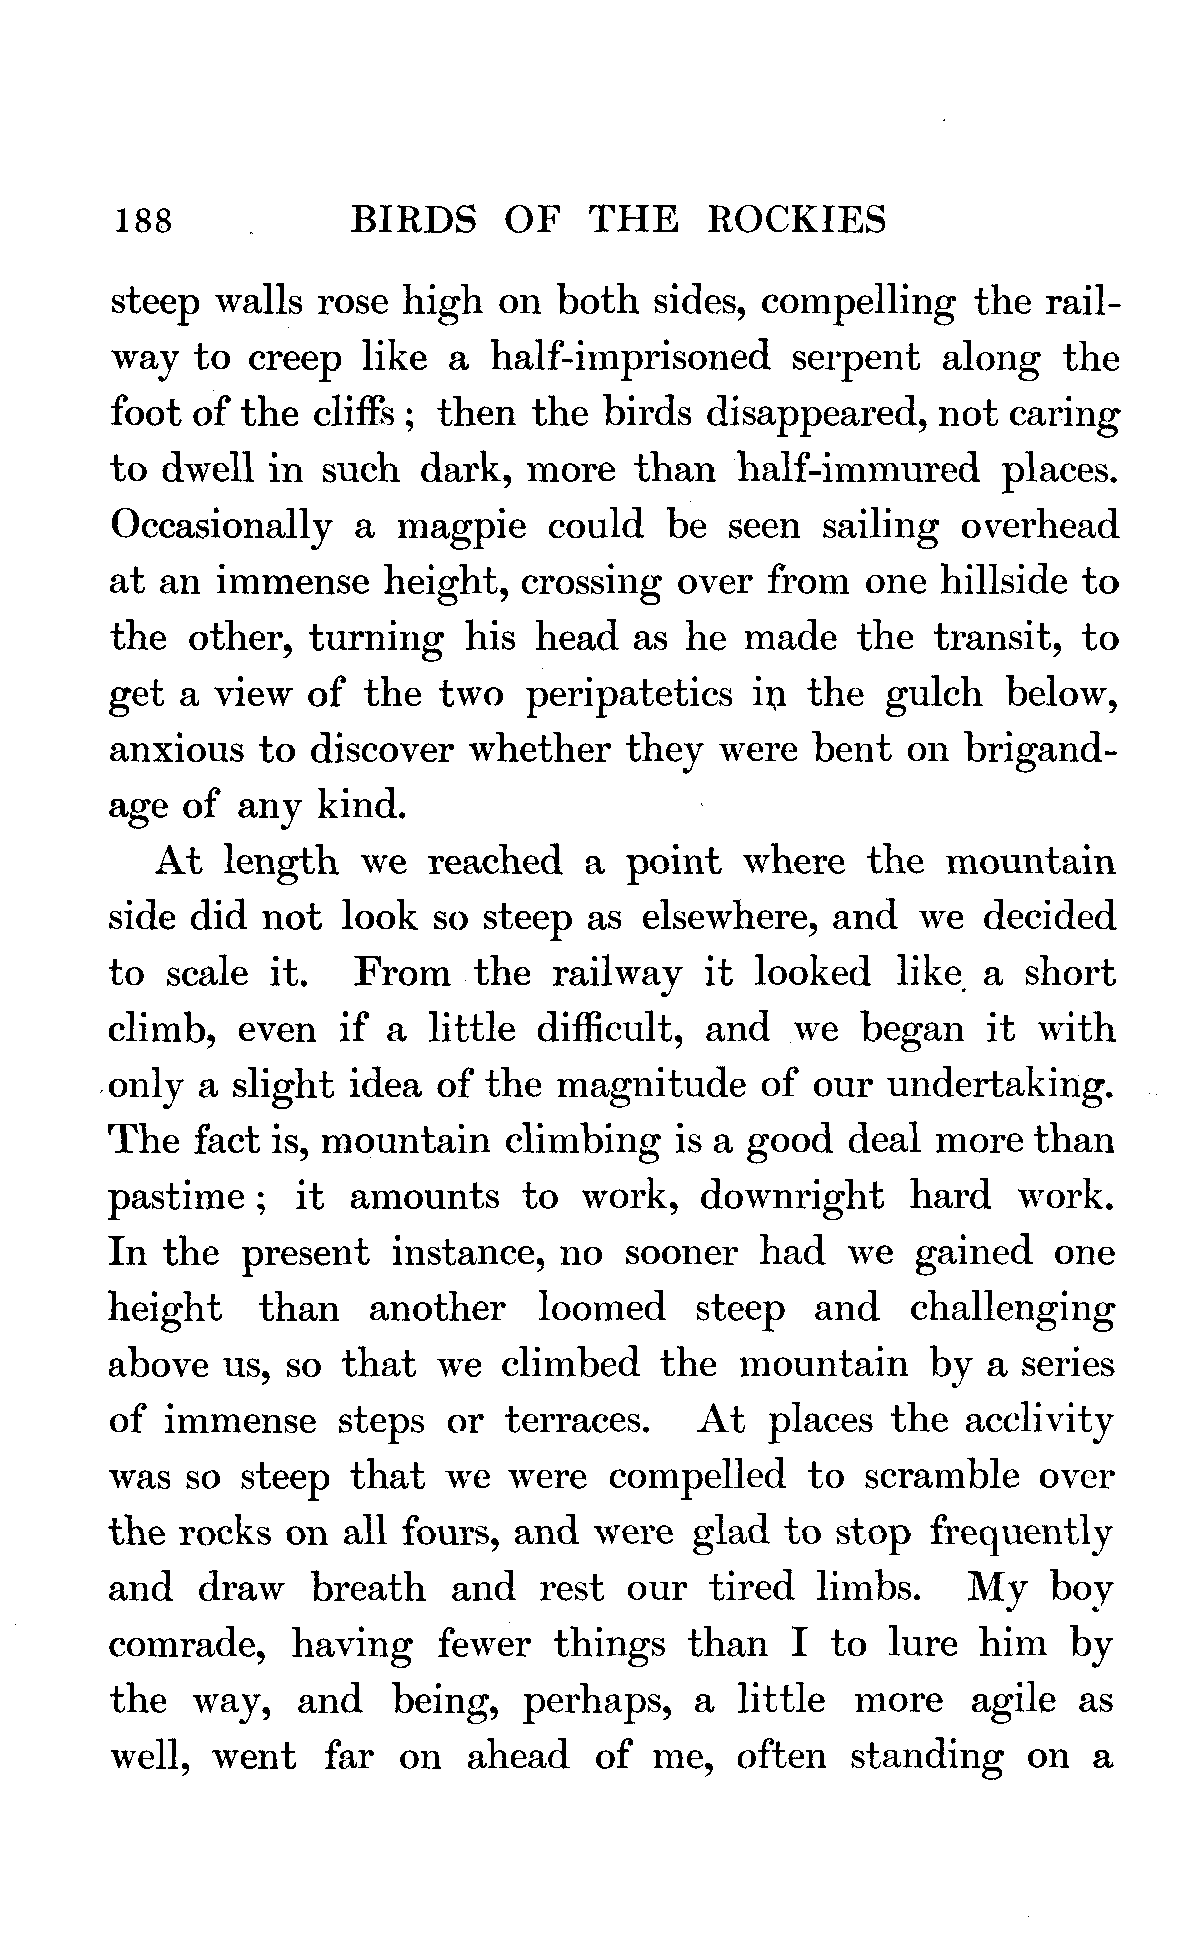 188 BIRDS OF THE ROCKIES
steep walls rose high on both sides, compelling the rail-
way to creep like a half-imprisoned serpent along the
foot of the cliffs ; then the birds disappeared, not caring
to dwell in such dark, more than half-immured places.
Occasionally a magpie could be seen sailing overhead
at an immense height, crossing over from one hillside to
the other, turning his head as he made the transit, to
get a view of the two peripatetics in the gulch below,
anxious to discover whether they were bent on brigand-
age of any kind.
At length we reached a point where the mountain
side did not look so steep as elsewhere, and we decided
to scale it. From the railway it looked like a short
climb, even if a little difficult, and we began it with
only a slight idea of the magnitude of our undertaking.
The fact is, mountain climbing is a good deal more than
pastime ; it amounts to work, downright hard work.
In the present instance, no sooner had we gained one
height than another loomed steep and challenging
above us, so that we climbed the mountain by a series
of immense steps or terraces. At places the acclivity
was so steep that we were compelled to scramble over
the rocks on all fours, and were glad to stop frequently
and draw breath and rest our tired limbs. My boy
comrade, having fewer things than I to lure him by
the way, and being, perhaps, a little more agile as
well, went far on ahead of me, often standing on a